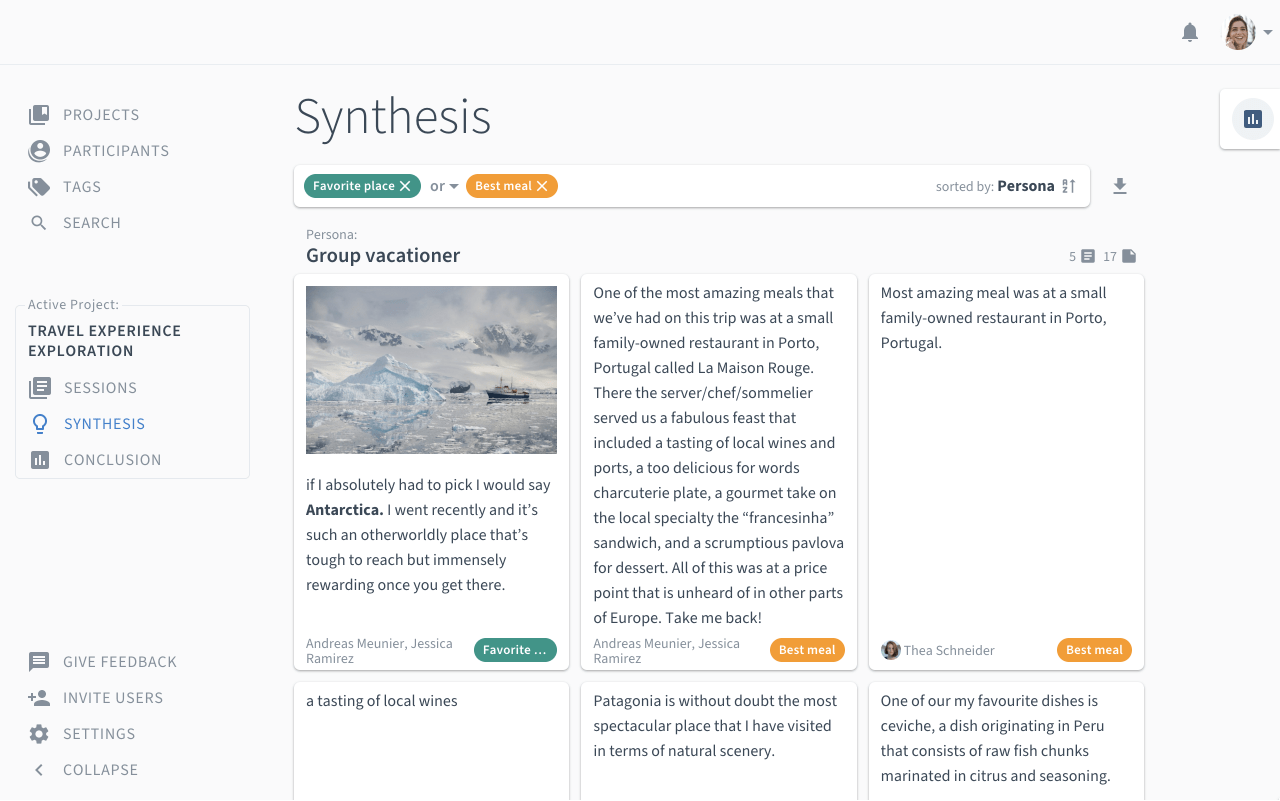 PROJECTS
PARTICIPANTS
TAGS
SEARCH
Active Project:
TRAVEL EXPERIENCE
EXPLORATION
SESSIONS
SYNTHESIS
CONCLUSION
GIVE FEEDBACK
INVITE USERS
SETTINGS
COLLAPSE
Synthesis
Favorite place or Best meal sorted by: Persona
Persona:
Group vacationer 5 17
if I absolutely had to pick I would say
Antarctica. I went recently and it’s
such an otherworldly place that’s
tough to reach but immensely
rewarding once you get there.
Andreas Meunier, Jessica
Ramirez
Favorite …
One of the most amazing meals that
we’ve had on this trip was at a small
family-owned restaurant in Porto,
Portugal called La Maison Rouge.
There the server/chef/sommelier
served us a fabulous feast that
included a tasting of local wines and
ports, a too delicious for words
charcuterie plate, a gourmet take on
the local specialty the “francesinha”
sandwich, and a scrumptious pavlova
for dessert. All of this was at a price
point that is unheard of in other parts
of Europe. Take me back!
Andreas Meunier, Jessica
Ramirez
Best meal
Most amazing meal was at a small
family-owned restaurant in Porto,
Portugal.
Thea Schneider
Best meal
a tasting of local wines
Patagonia is without doubt the most
spectacular place that I have visited
in terms of natural scenery.
One of our my favourite dishes is
ceviche, a dish originating in Peru
that consists of raw fish chunks
marinated in citrus and seasoning.